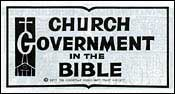 CHURCH
GOVERNMENT
IN THE
BIBLE